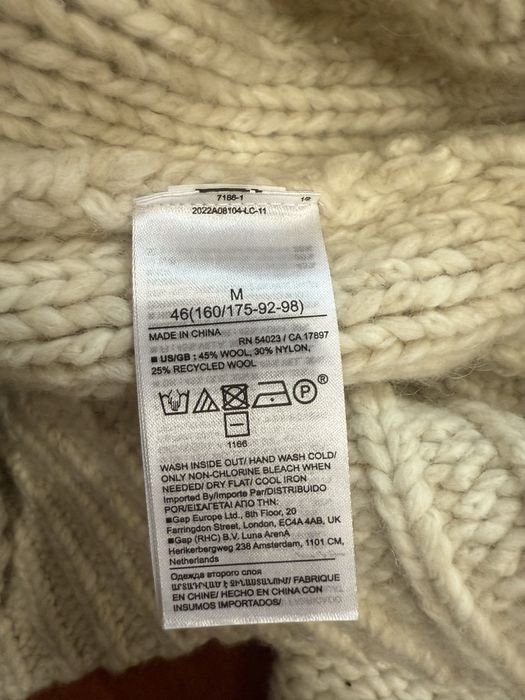 7186-1
2022A08104-LC-11
M
46(160/175-92-98)
MADE IN CHINA
RN 54023 / CA 17897
■ US/GB : 45% WOOL, 30% NYLON,
25% RECYCLED WOOL
P®
1166
WASH INSIDE OUT/ HAND WASH COLD/
ONLY NON-CHLORINE BLEACH WHEN
NEEDED/ DRY FLAT/ COOL IRON
Imported By/Importe Par/DISTRIBUIDO
POR/ΕΙΣΑΓΕΤΑΙ ΑΠΟ ΤΗΝ:
■Gap Europe Ltd., 8th Floor, 20
Farringdon Street, London, EC4A 4AB, UK
■Gap (RHC) B.V. Luna ArenA
Herikerbergweg 238 Amsterdam, 1101 CM,
Netherlands
Одежда второго слоя
ԱՐՏԱԴՐՎԱԾ Է ՉԻՆԱՍՏԱՆՈՒՄ/ FABRIQUE
EN CHINE/ HECHO EN CHINA CON
INSUMOS IMPORTADOS/